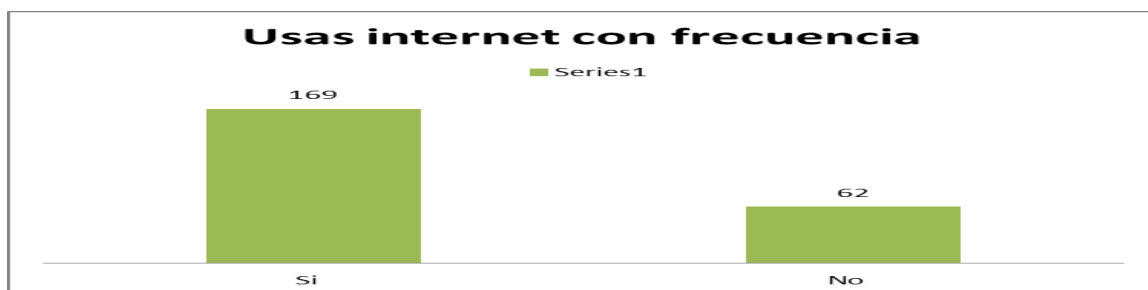 Usas internet con frecuencia
Series1
169
62
Si
No